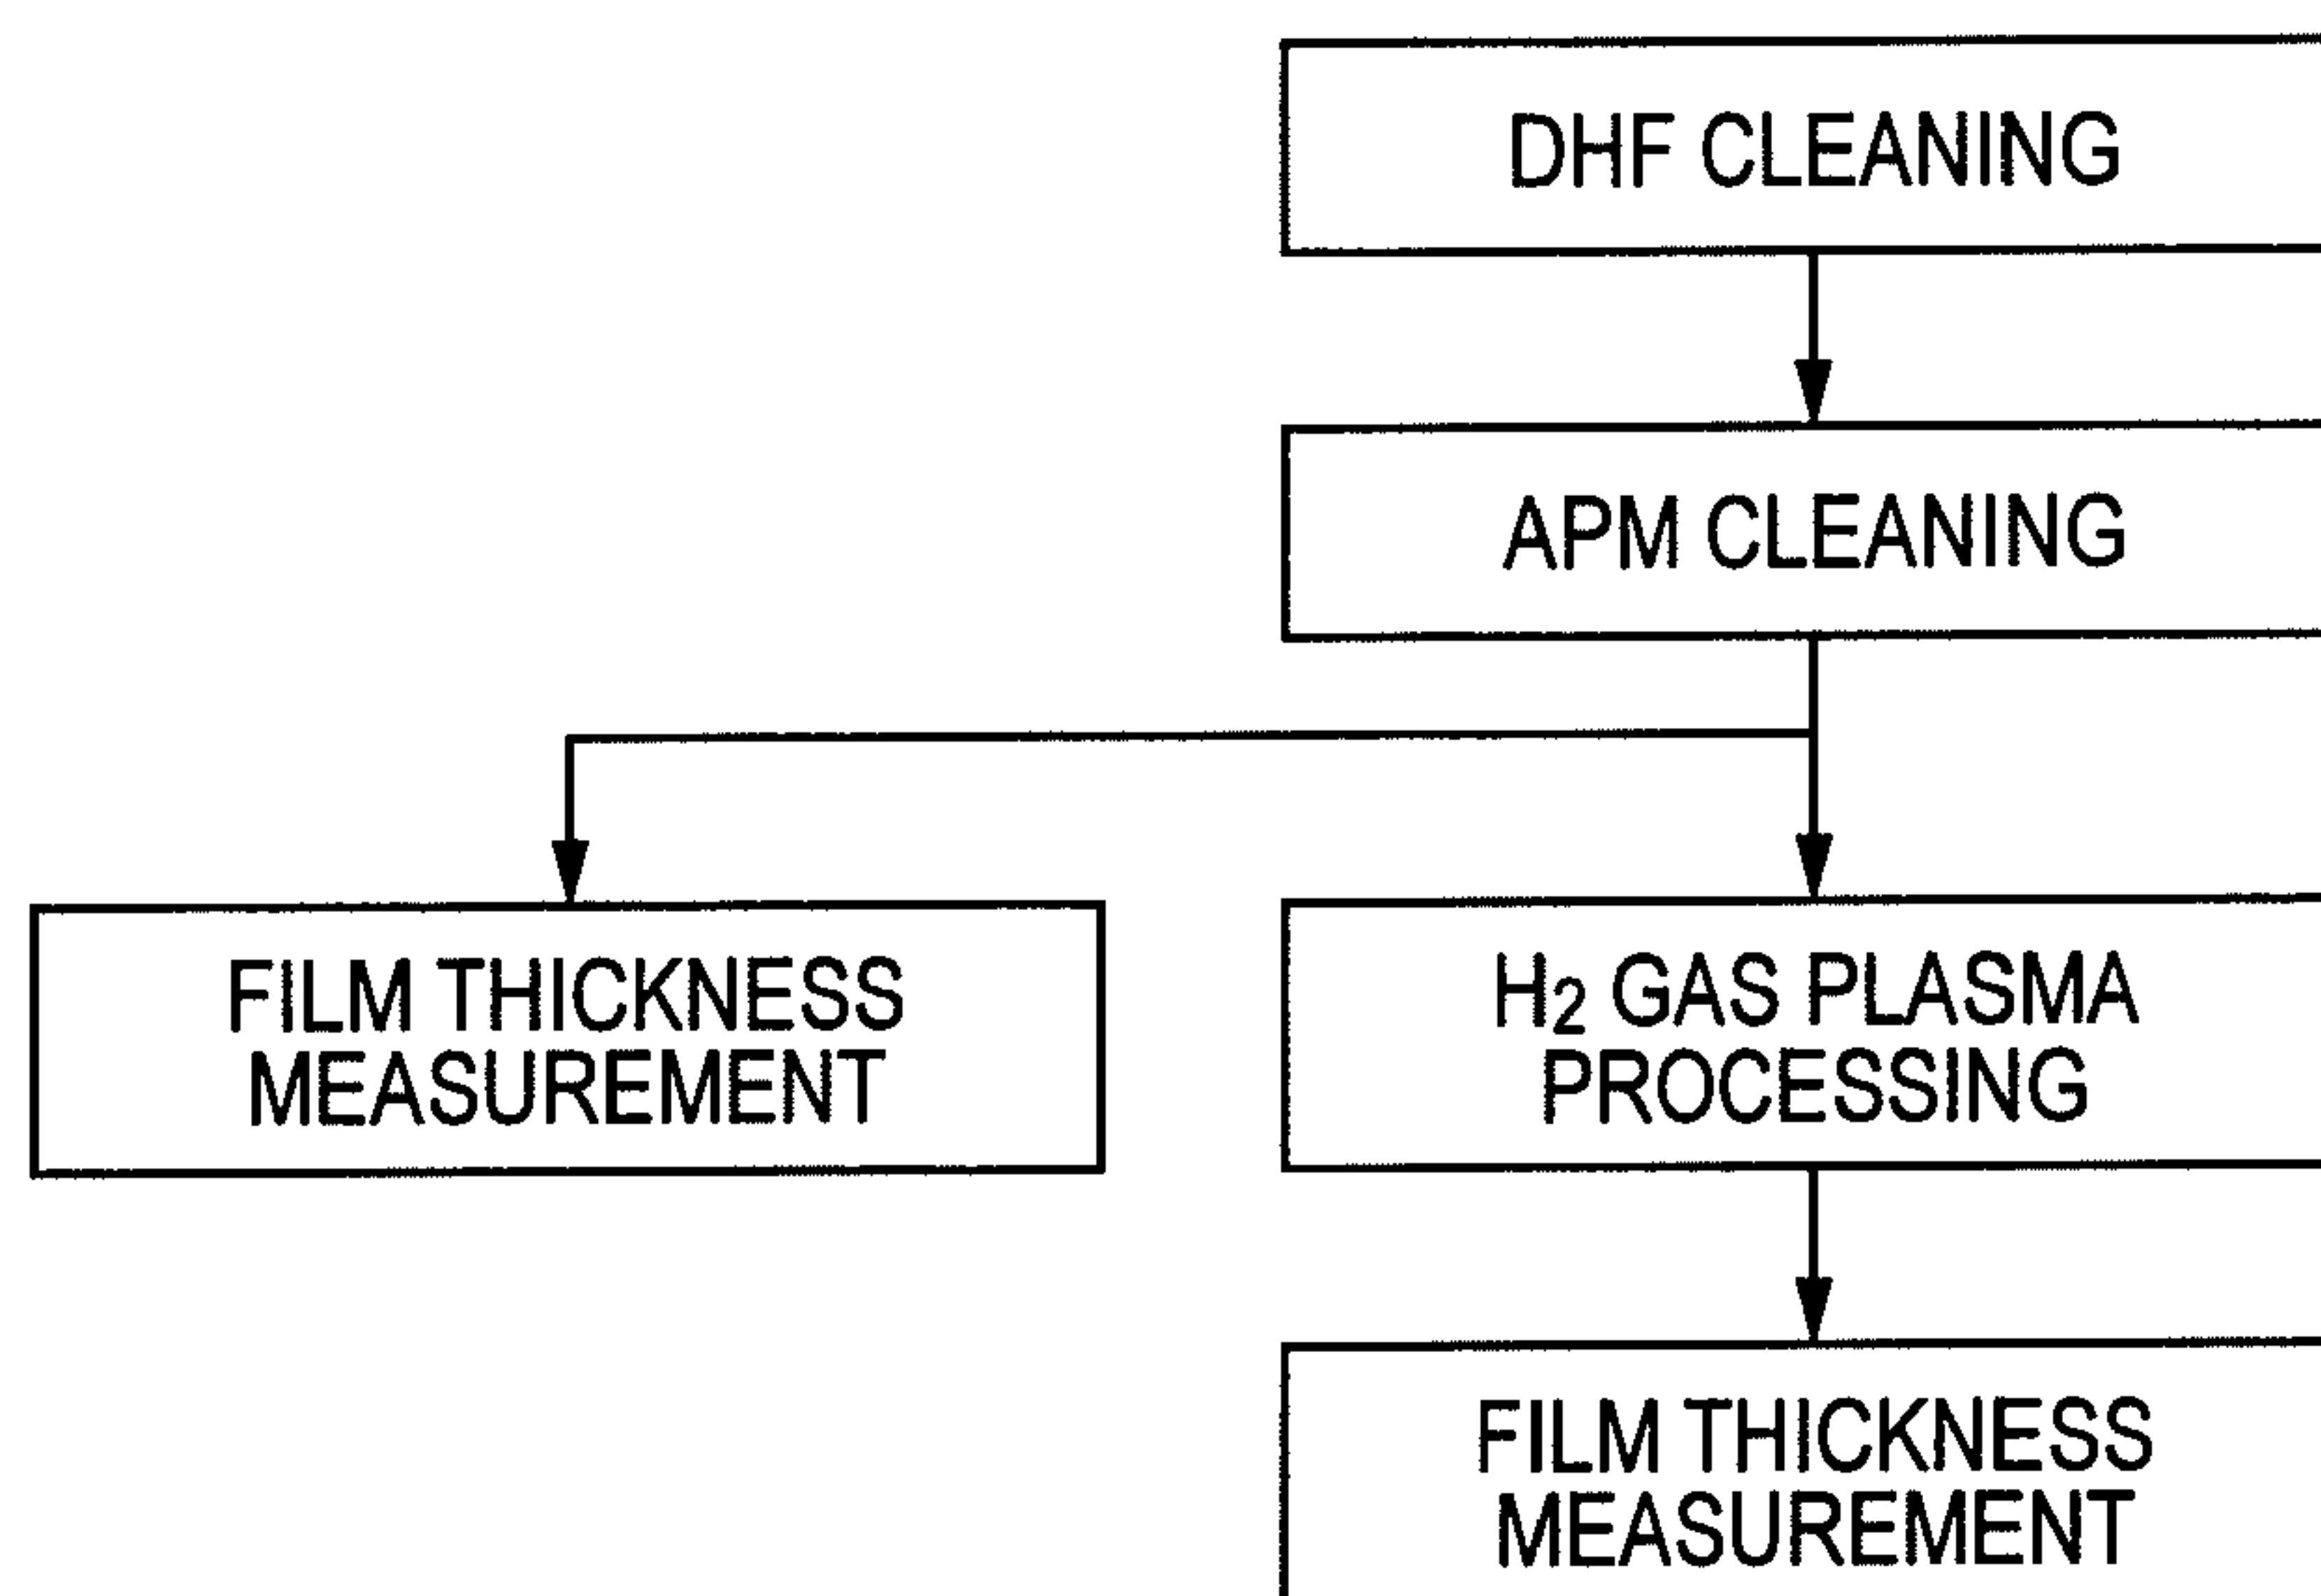 DHF CLEANING
APM CLEANING
FILM THICKNESS
MEASUREMENT
H₂ GAS PLASMA
PROCESSING
FILM THICKNESS
MEASUREMENT